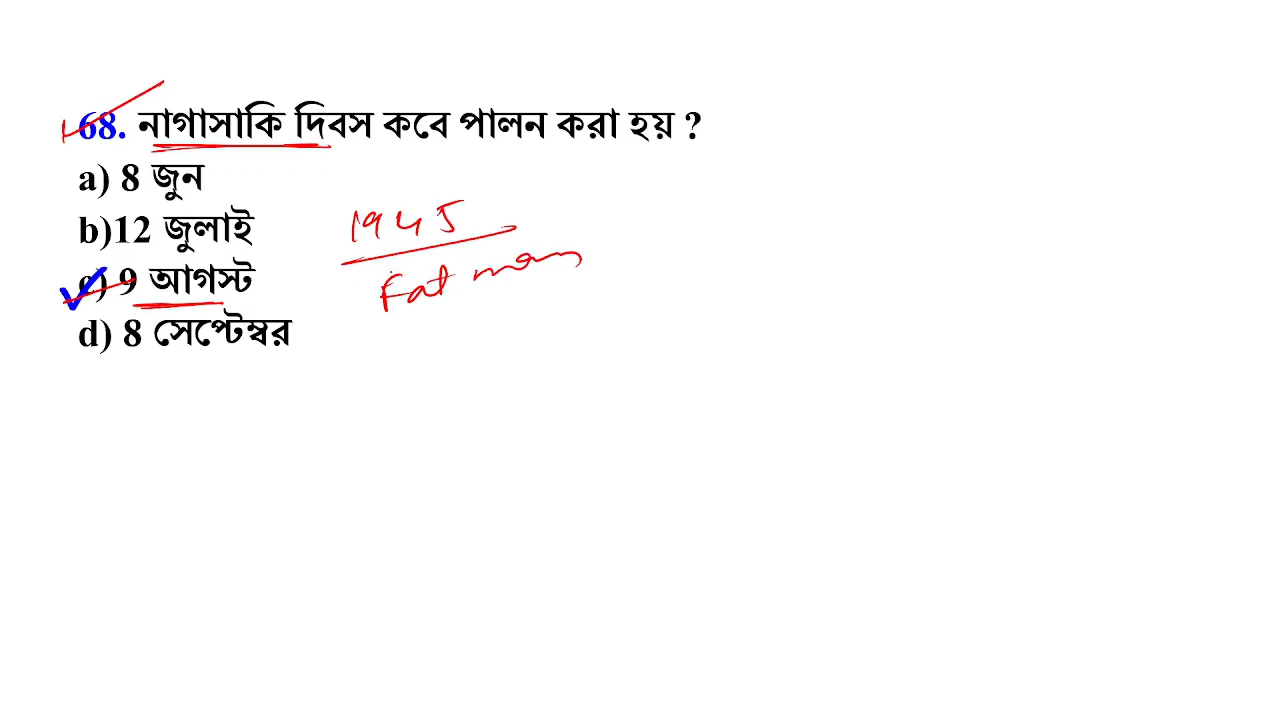 68. নাগাসাকি দিবস কবে পালন করা হয় ?
a) 8 জুন
b)12 জুলাই
c) 9 আগস্ট
d) 8 সেপ্টেম্বর
1945
Fat man